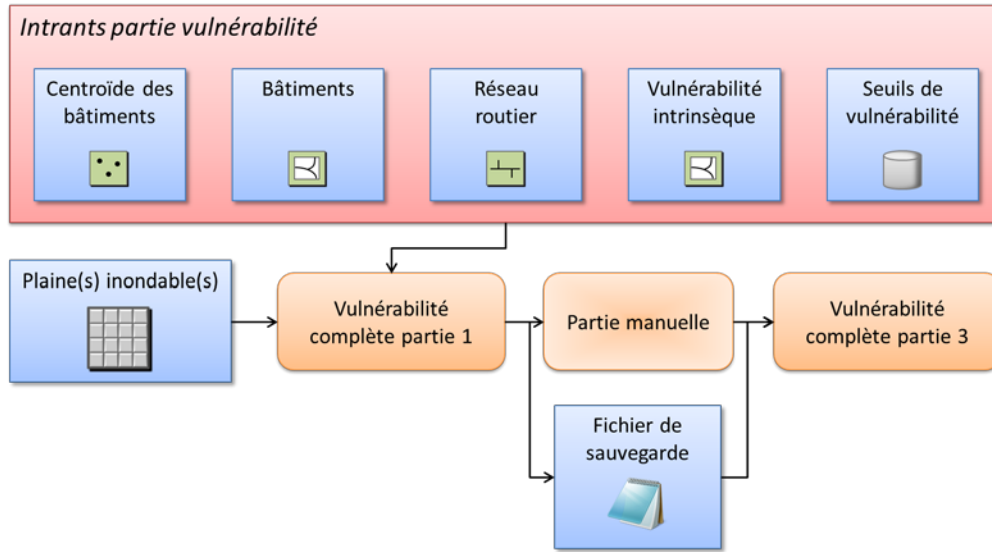 Intrants partie vulnérabilité
Centroïde des
bâtiments
Bâtiments
Réseau
routier
Vulnérabilité
intrinsèque
Seuils de
vulnérabilité
Plaine(s) inondable(s)
Vulnérabilité
complète partie 1
Partie manuelle
Vulnérabilité
complète partie 3
Fichier de
sauvegarde